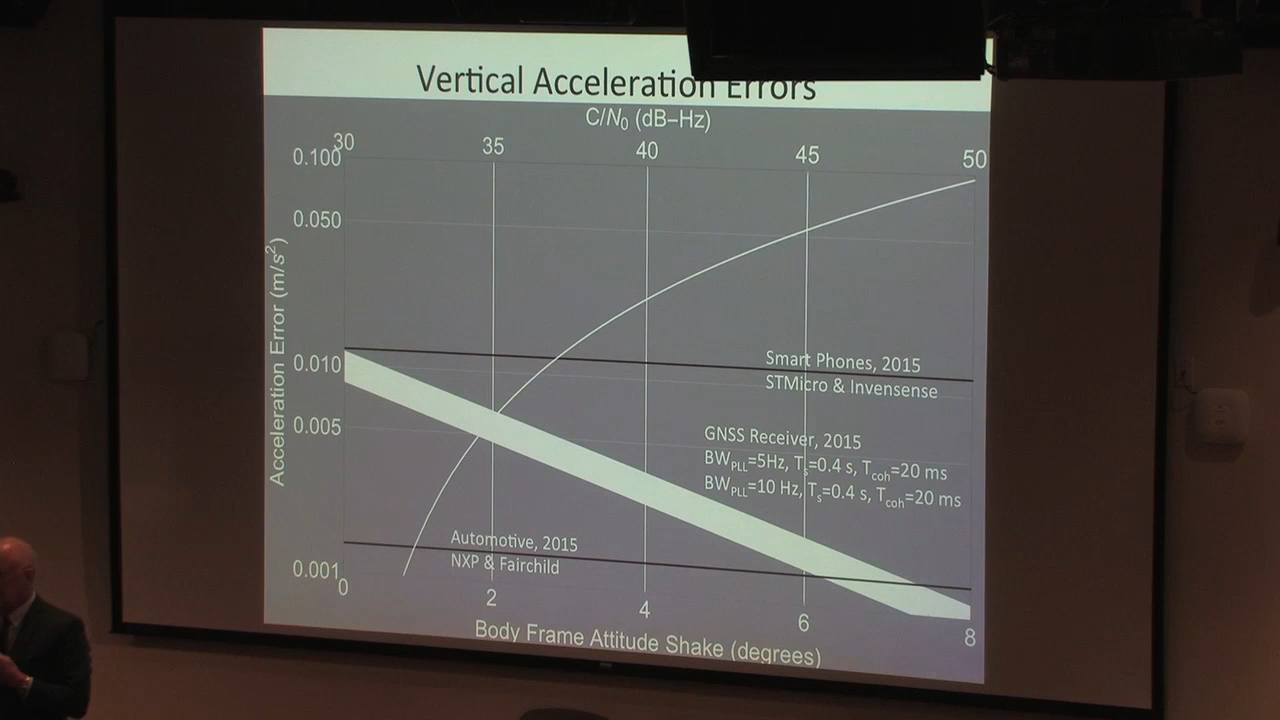 Vertical Acceleration Errors
C/N0 (dB–Hz)
30 35 40 45 50
0.100
0.050
0.010
0.005
0.001
Acceleration Error (m/s2)
Smart Phones, 2015
STMicro & Invensense
GNSS Receiver, 2015
BWPLL=5Hz, Ts=0.4 s, Tcoh=20 ms
BWPLL=10 Hz, Ts=0.4 s, Tcoh=20 ms
Automotive, 2015
NXP & Fairchild
0 2 4 6 8
Body Frame Attitude Shake (degrees)